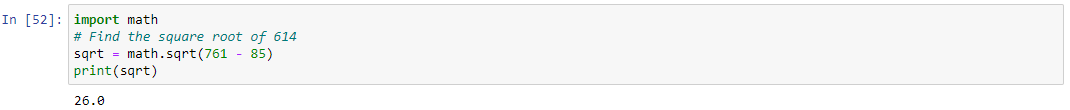 In [52]: import math
# Find the square root of 614
sqrt = math.sqrt(761 - 85)
print(sqrt)
26.0